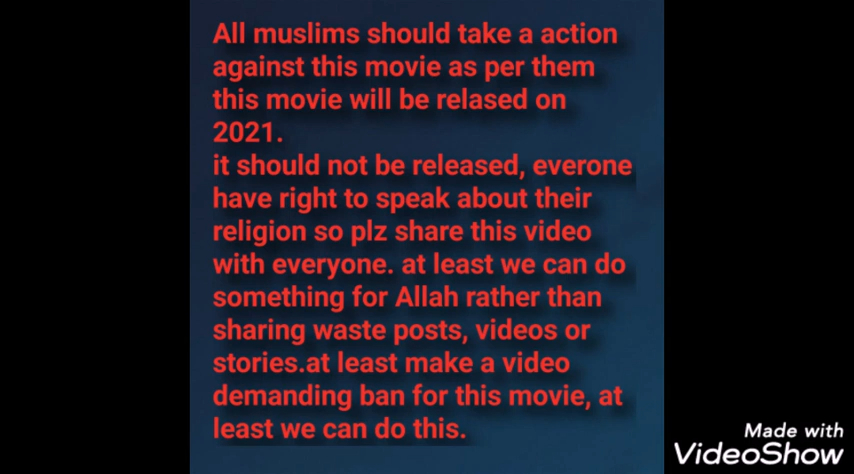 All muslims should take a action
against this movie as per them
this movie will be relased on
2021.
it should not be released, everone
have right to speak about their
religion so plz share this video
with everyone. at least we can do
something for Allah rather than
sharing waste posts, videos or
stories.at least make a video
demanding ban for this movie, at
least we can do this.
Made with
VideoShow